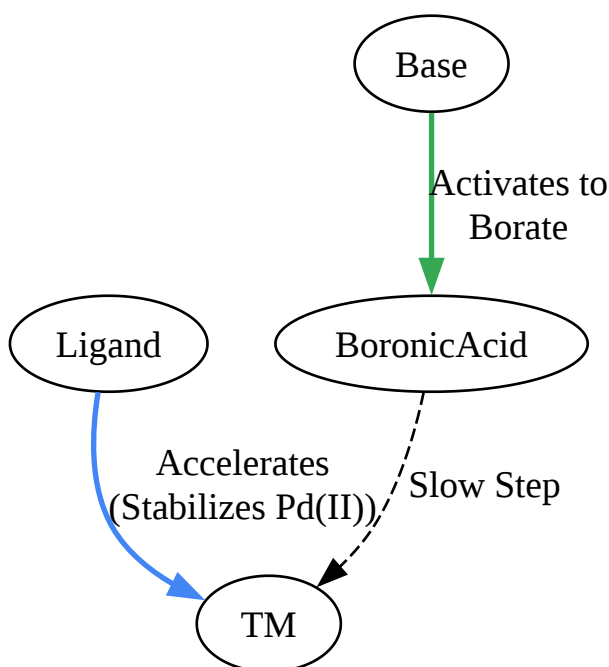 Base
Activates to
Borate
Ligand
BoronicAcid
Accelerates
(Stabilizes Pd(II))
Slow Step
TM